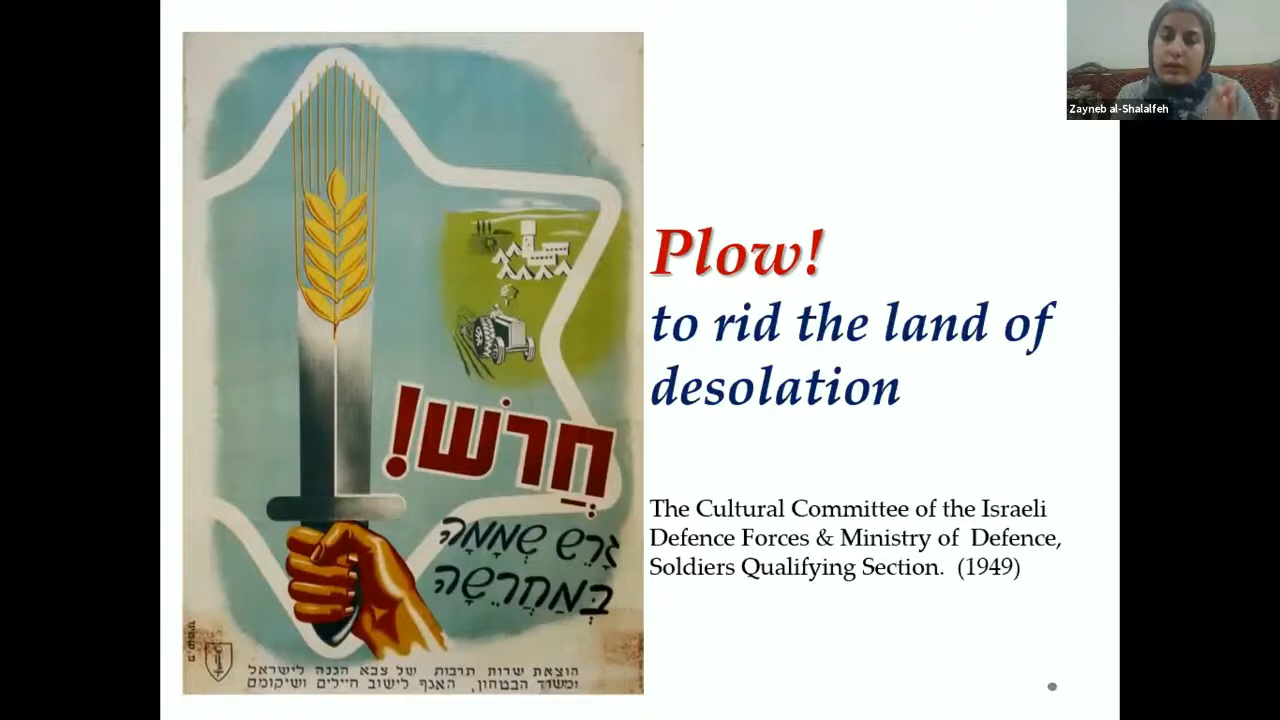 Zayneb al-Shalalfeh
חֲרֹשׁ!
גָּרֵשׁ שְׁמָמָה
בְּמַחֲרֵשָׁה
הוצאת שרות תרבות של צבא הגנה לישראל
ומשרד הבטחון, האגף לישוב חיילים ושיקומם
Plow!
to rid the land of
desolation
The Cultural Committee of the Israeli
Defence Forces & Ministry of Defence,
Soldiers Qualifying Section. (1949)